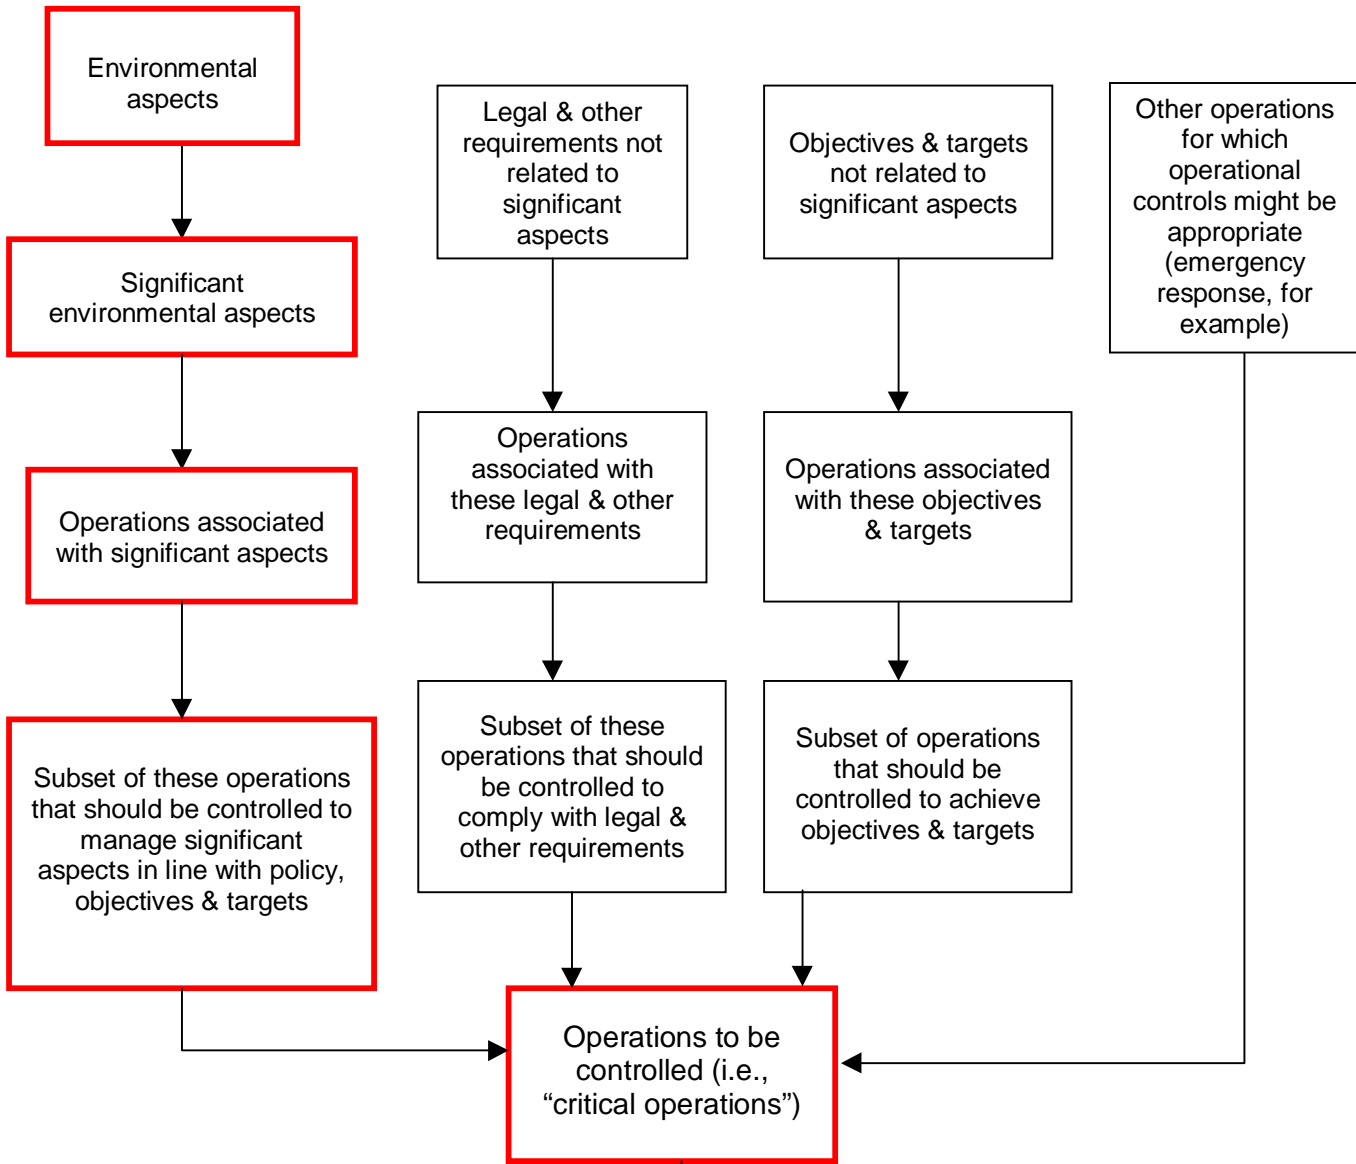 Environmental
aspects
Significant
environmental aspects
Operations associated
with significant aspects
Subset of these operations
that should be controlled to
manage significant
aspects in line with policy,
objectives & targets
Legal & other
requirements not
related to
significant
aspects
Operations
associated with
these legal & other
requirements
Subset of these
operations that should
be controlled to
comply with legal &
other requirements
Objectives & targets
not related to
significant aspects
Operations associated
with these objectives
& targets
Subset of operations
that should be
controlled to achieve
objectives & targets
Other operations
for which
operational
controls might be
appropriate
(emergency
response, for
example)
Operations to be
controlled (i.e.,
“critical operations”)